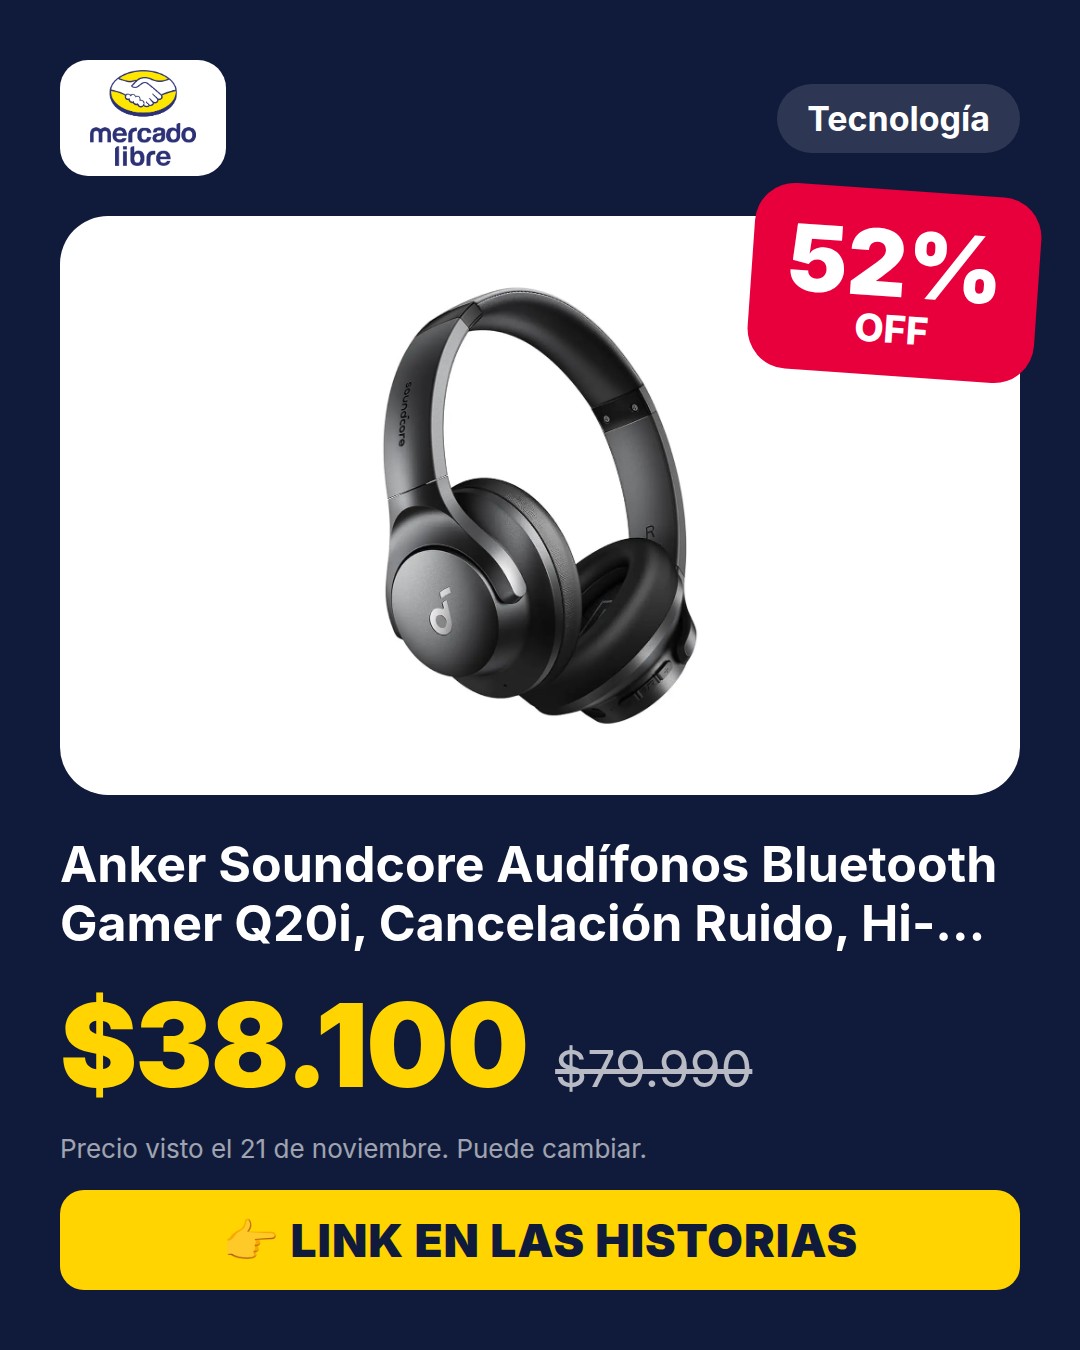 mercado
libre
Tecnología
52%
OFF
soundcore
R
Anker Soundcore Audífonos Bluetooth
Gamer Q20i, Cancelación Ruido, Hi-...
$38.100 $79.990
Precio visto el 21 de noviembre. Puede cambiar.
👉 LINK EN LAS HISTORIAS